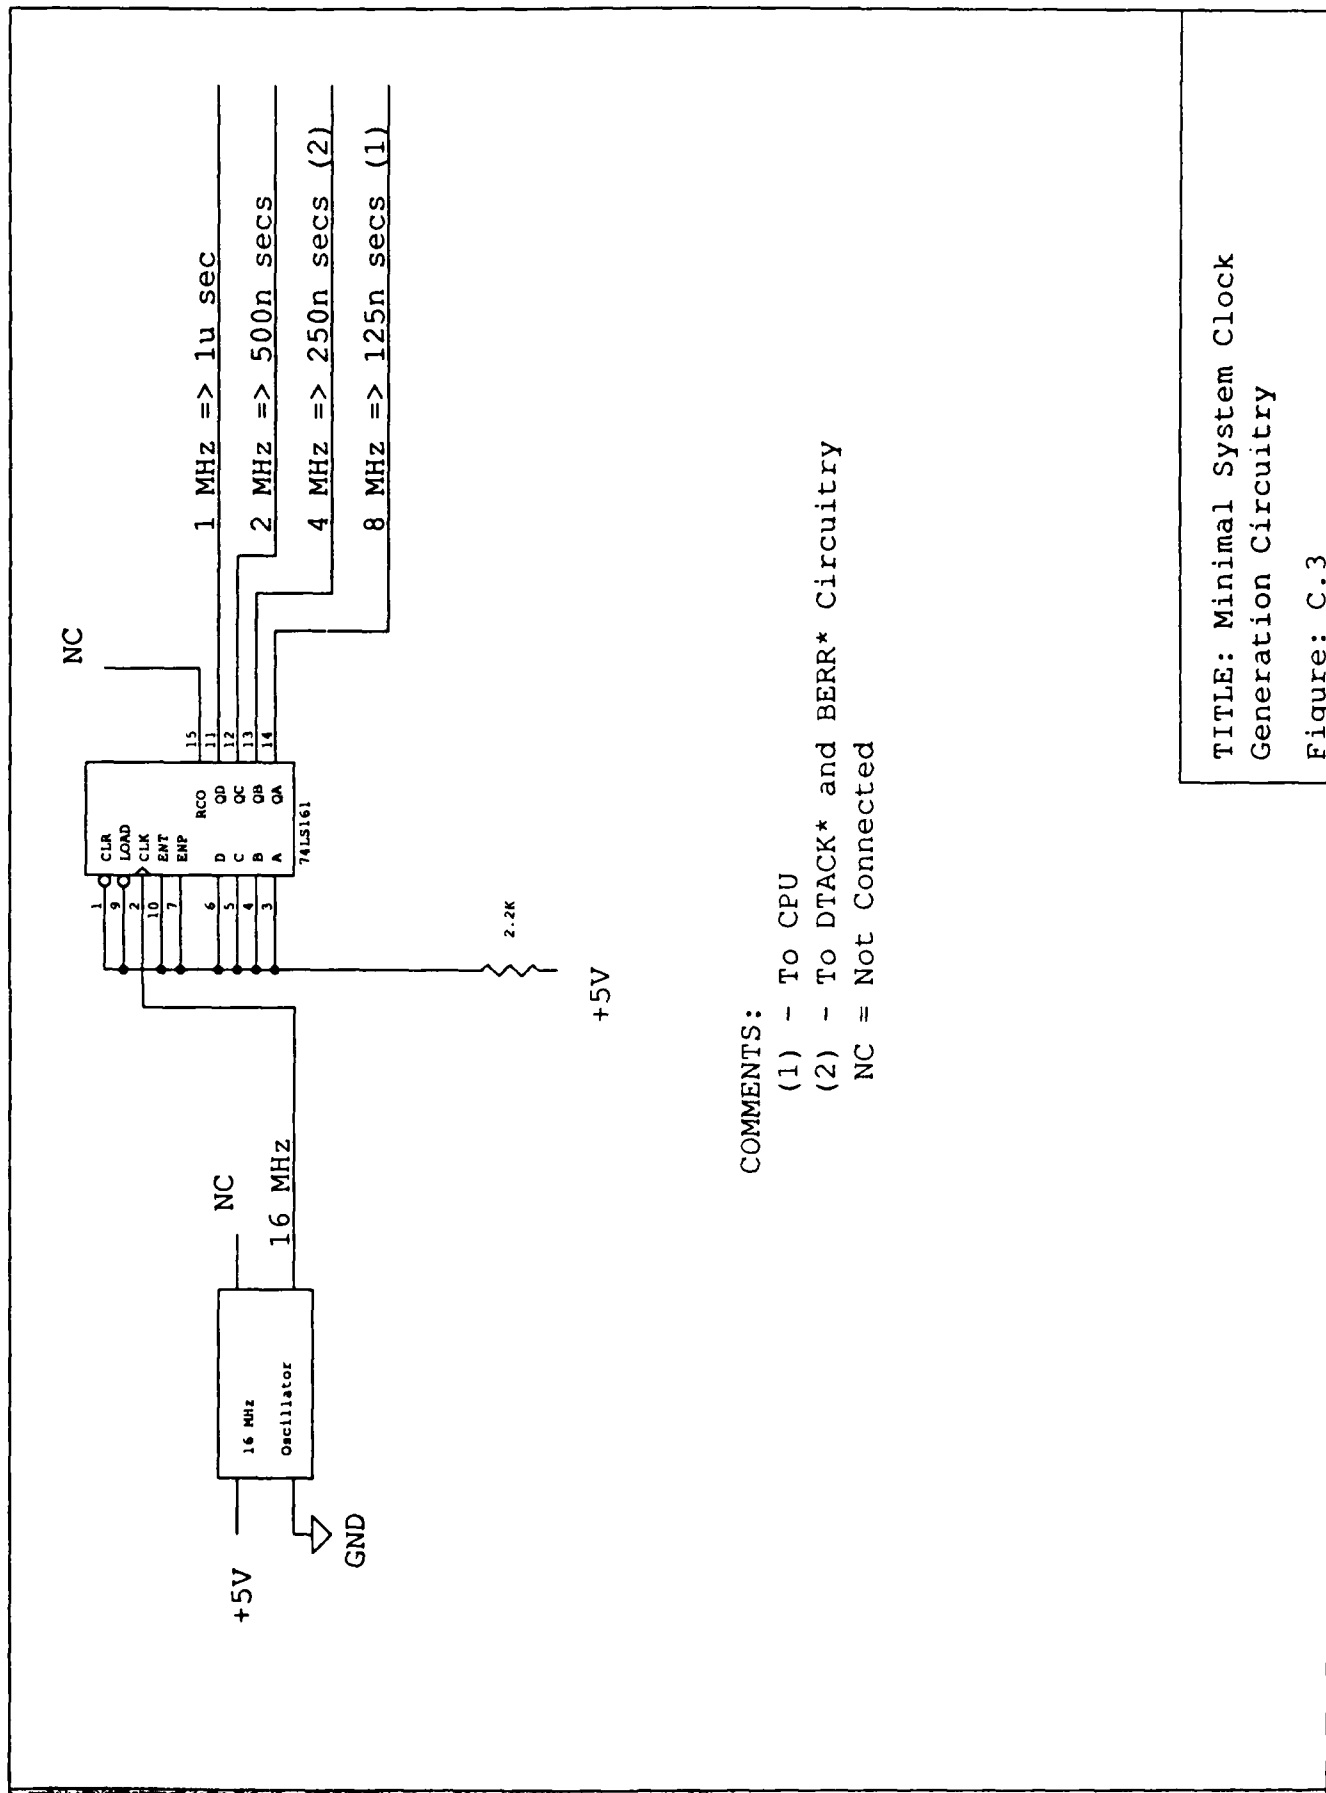 NC
1 MHz => 1u sec
2 MHz => 500n secs
4 MHz => 250n secs (2)
8 MHz => 125n secs (1)
1
9
2
10
7
6
5
4
3
CLR
LOAD
CLK
ENT
ENP
D
C
B
A
RCO
QD
QC
QB
QA
15
11
12
13
14
74LS161
2.2K
+5V
NC
16 MHz
16 MHz
Oscillator
+5V
GND
COMMENTS:
(1) - To CPU
(2) - To DTACK* and BERR* Circuitry
NC = Not Connected
TITLE: Minimal System Clock
Generation Circuitry
Figure: C.3